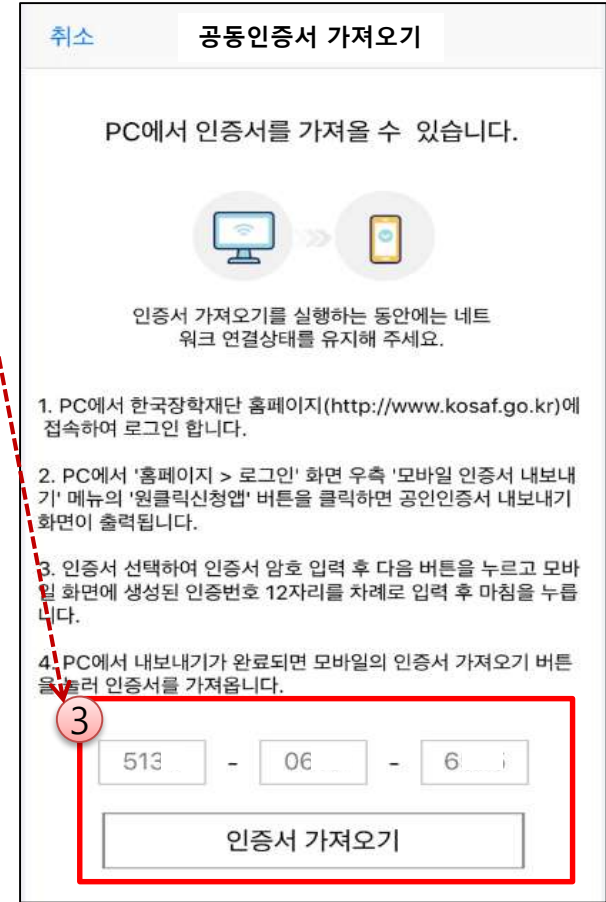 취소 공동인증서 가져오기
PC에서 인증서를 가져올 수 있습니다.
인증서 가져오기를 실행하는 동안에는 네트
워크 연결상태를 유지해 주세요.
1. PC에서 한국장학재단 홈페이지(http://www.kosaf.go.kr)에
접속하여 로그인 합니다.
2. PC에서 '홈페이지 > 로그인' 화면 우측 '모바일 인증서 내보내
기' 메뉴의 '원클릭신청앱' 버튼을 클릭하면 공인인증서 내보내기
화면이 출력됩니다.
3. 인증서 선택하여 인증서 암호 입력 후 다음 버튼을 누르고 모바
일 화면에 생성된 인증번호 12자리를 차례로 입력 후 마침을 누릅
니다.
4. PC에서 내보내기가 완료되면 모바일의 인증서 가져오기 버튼
을 눌러 인증서를 가져옵니다.
3
513 - 06 - 6
인증서 가져오기